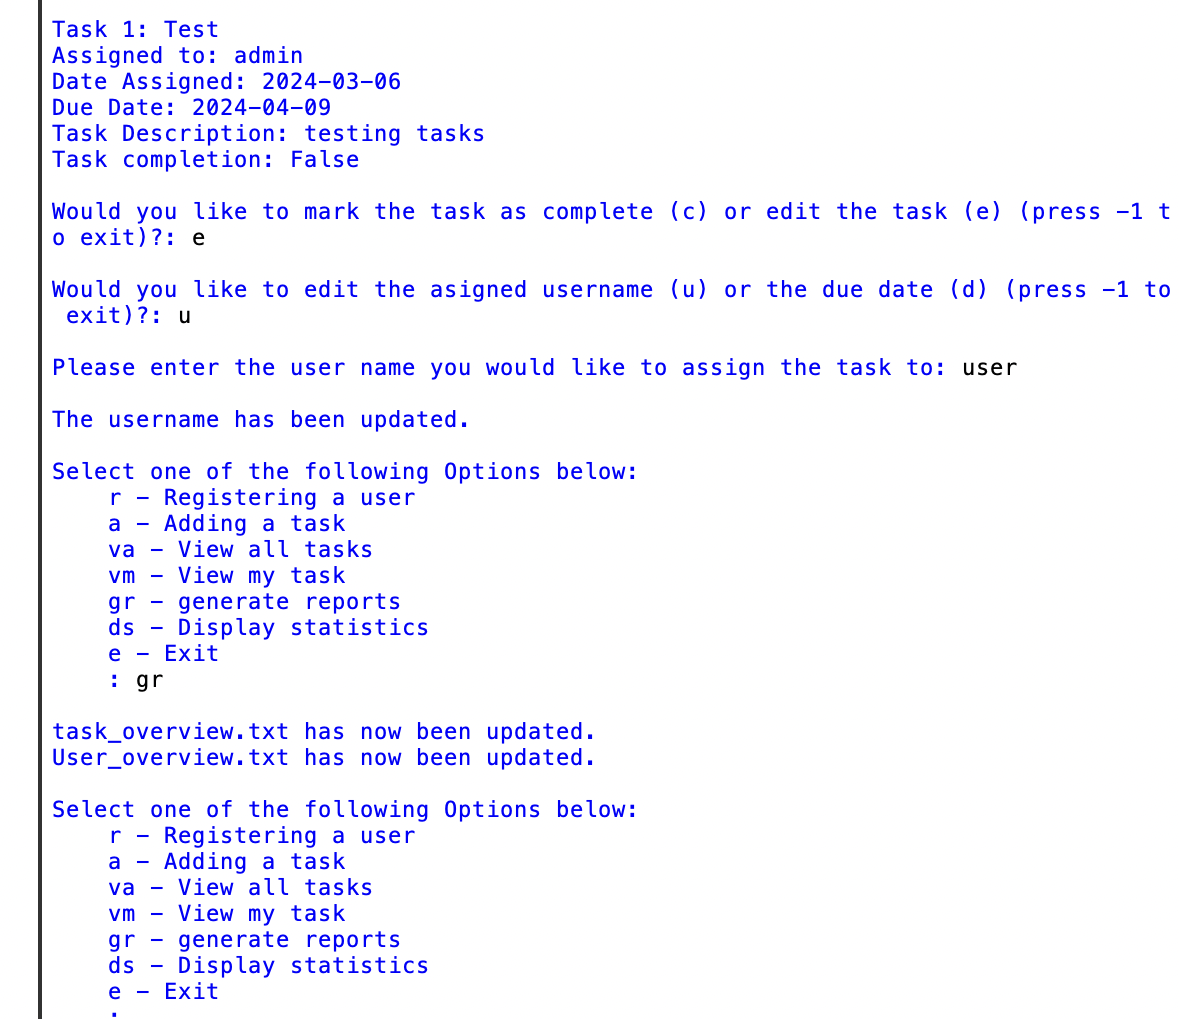 Task 1: Test
Assigned to: admin
Date Assigned: 2024-03-06
Due Date: 2024-04-09
Task Description: testing tasks
Task completion: False
Would you like to mark the task as complete (c) or edit the task (e) (press -1 t
o exit)?: e
Would you like to edit the asigned username (u) or the due date (d) (press -1 to
 exit)?: u
Please enter the user name you would like to assign the task to: user
The username has been updated.
Select one of the following Options below:
    r - Registering a user
    a - Adding a task
    va - View all tasks
    vm - View my task
    gr - generate reports
    ds - Display statistics
    e - Exit
    : gr
task_overview.txt has now been updated.
User_overview.txt has now been updated.
Select one of the following Options below:
    r - Registering a user
    a - Adding a task
    va - View all tasks
    vm - View my task
    gr - generate reports
    ds - Display statistics
    e - Exit
    :